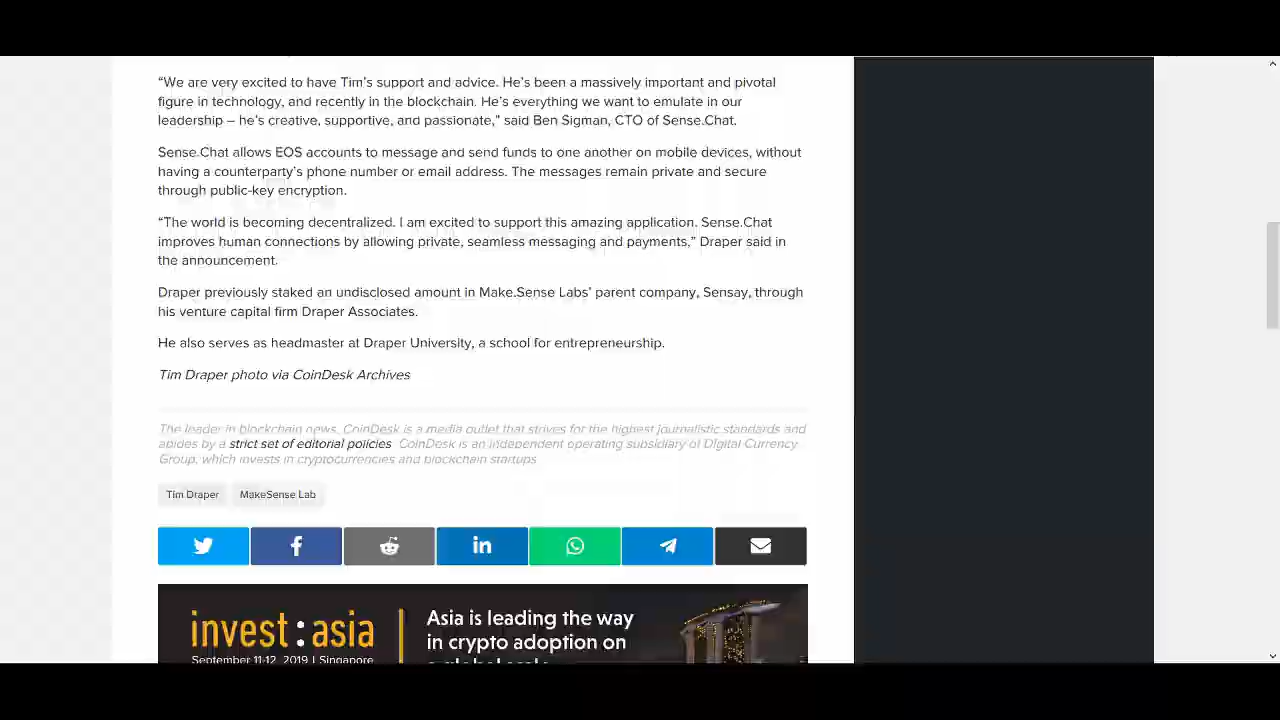 “We are very excited to have Tim’s support and advice. He’s been a massively important and pivotal
figure in technology, and recently in the blockchain. He’s everything we want to emulate in our
leadership – he’s creative, supportive, and passionate,” said Ben Sigman, CTO of Sense.Chat.
Sense.Chat allows EOS accounts to message and send funds to one another on mobile devices, without
having a counterparty’s phone number or email address. The messages remain private and secure
through public-key encryption.
“The world is becoming decentralized. I am excited to support this amazing application. Sense.Chat
improves human connections by allowing private, seamless messaging and payments,” Draper said in
the announcement.
Draper previously staked an undisclosed amount in Make.Sense Labs’ parent company, Sensay, through
his venture capital firm Draper Associates.
He also serves as headmaster at Draper University, a school for entrepreneurship.
Tim Draper photo via CoinDesk Archives
The leader in blockchain news, CoinDesk is a media outlet that strives for the highest journalistic standards and
abides by a strict set of editorial policies. CoinDesk is an independent operating subsidiary of Digital Currency
Group, which invests in cryptocurrencies and blockchain startups.
Tim Draper MakeSense Lab
invest:asia
September 11-12, 2019 | Singapore
Asia is leading the way
in crypto adoption on
a global scale